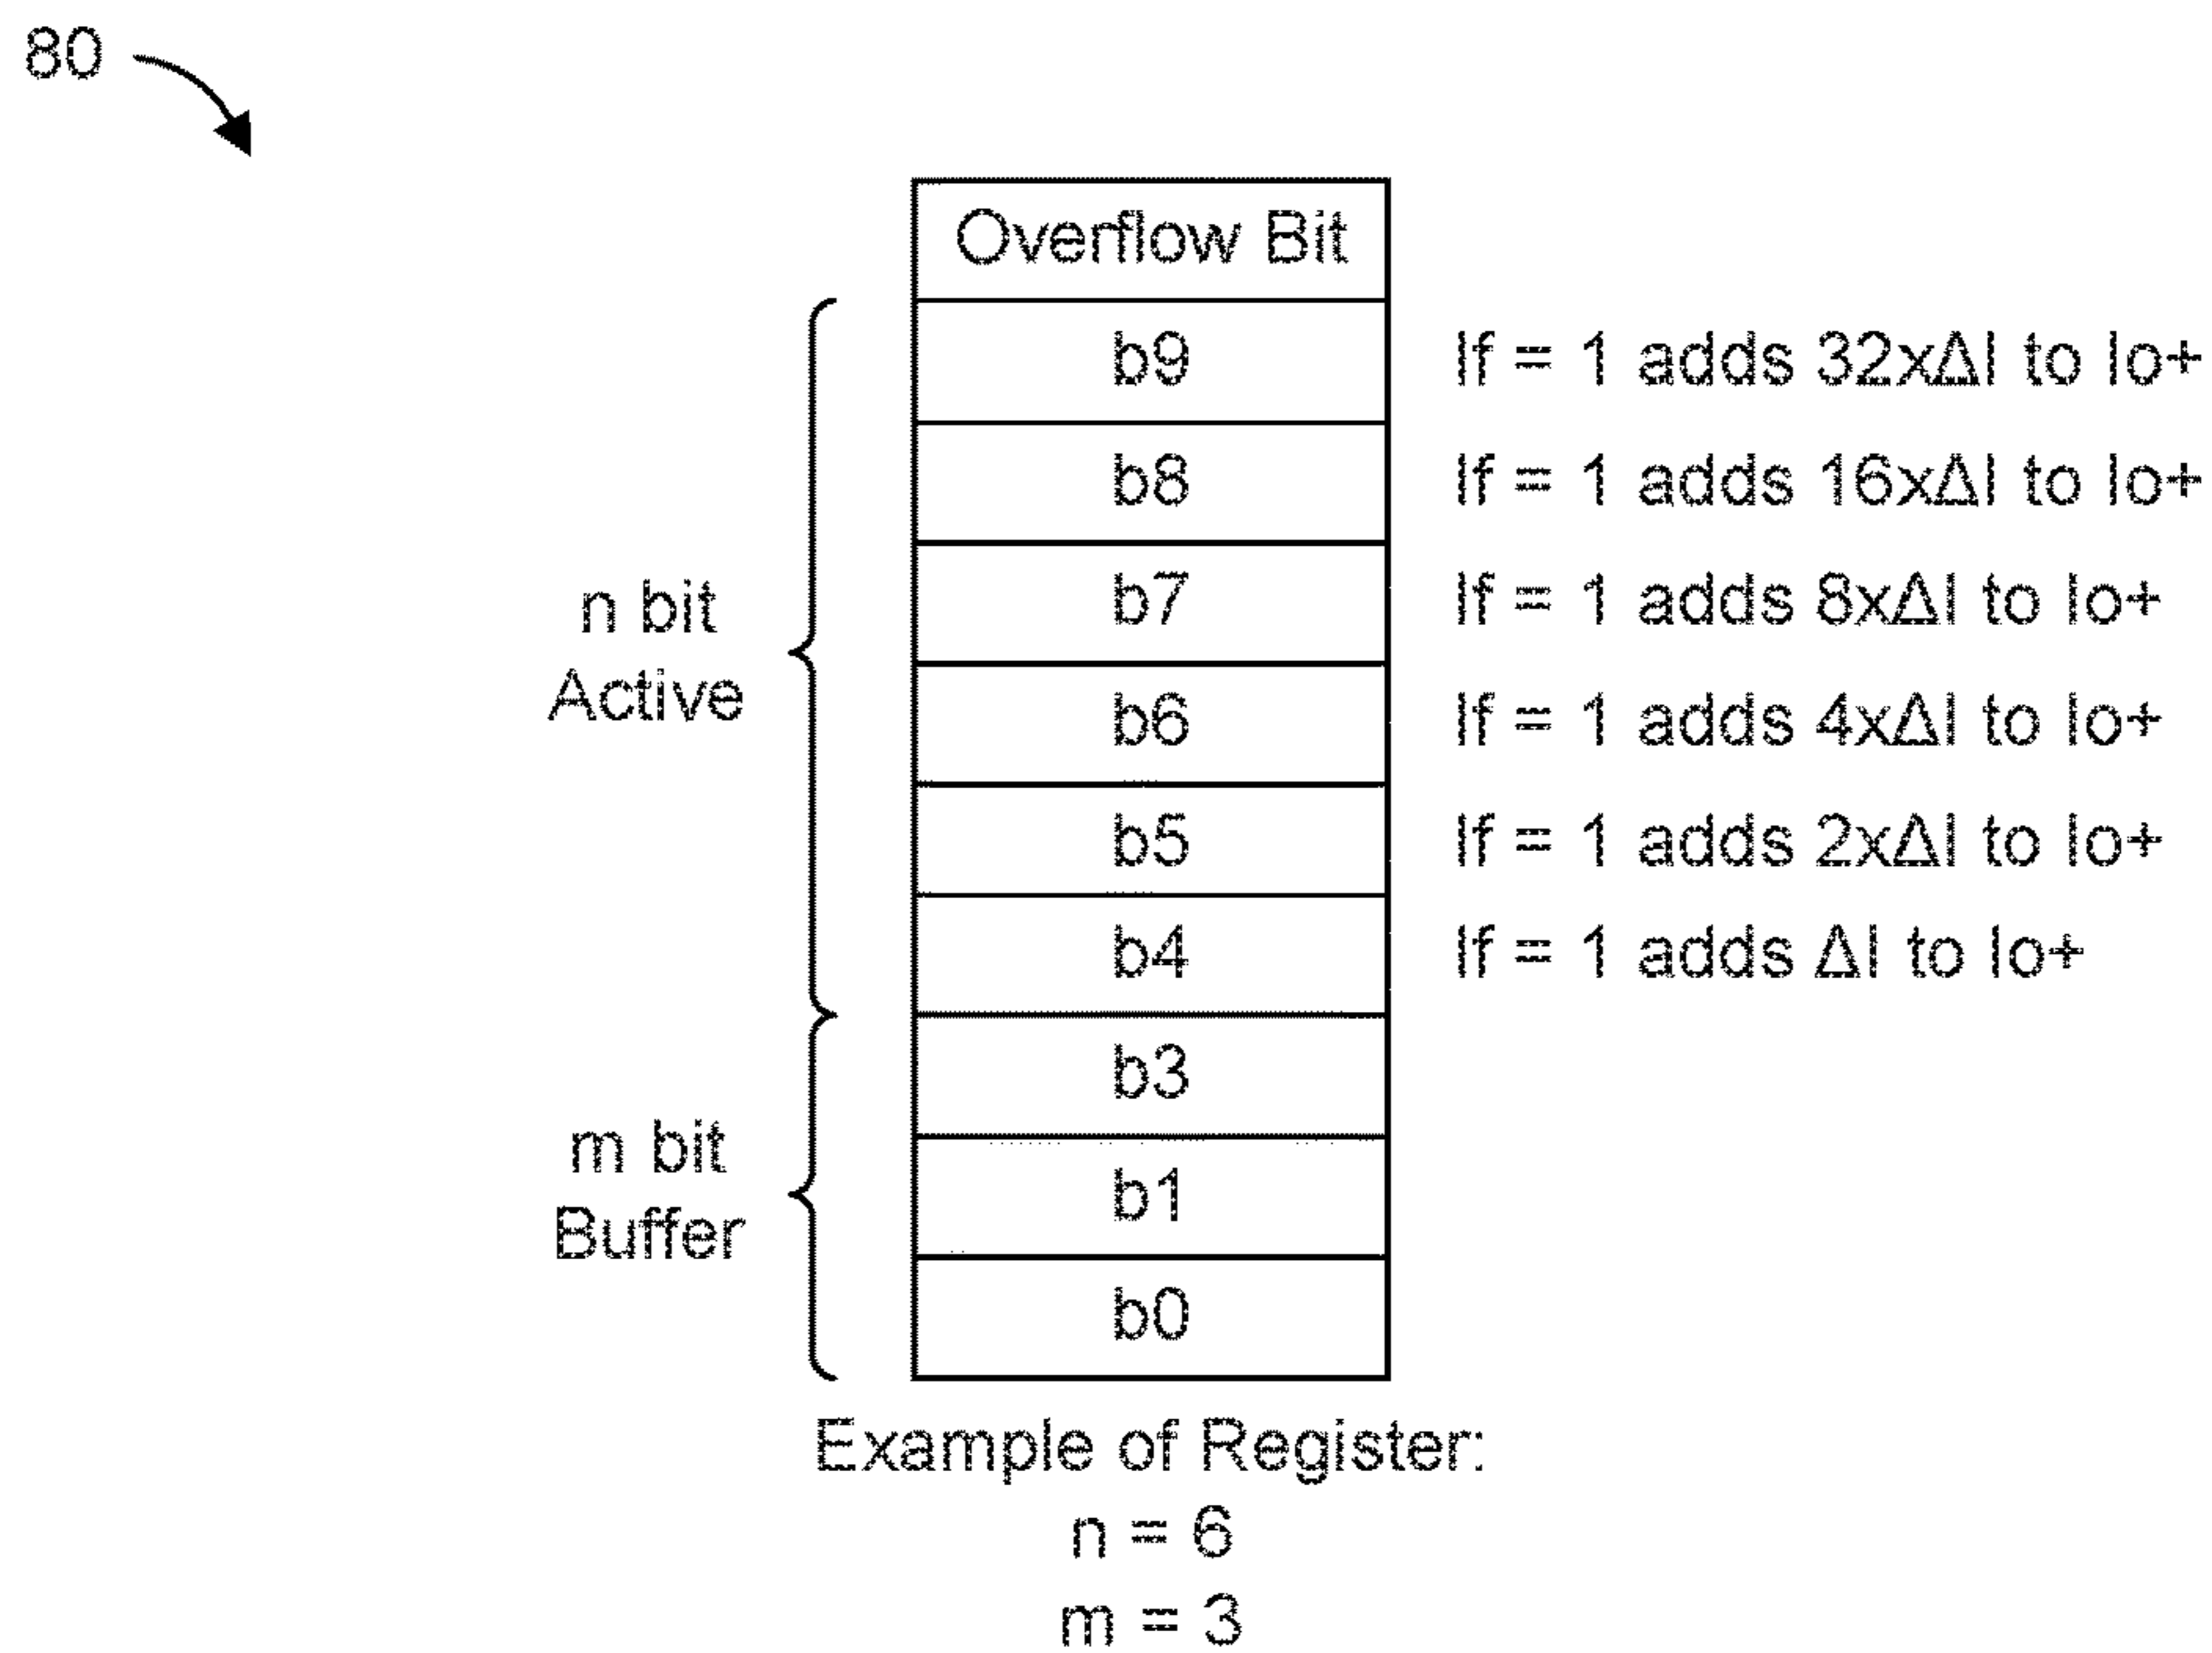 80
Overflow Bit
b9 If = 1 adds 32xΔI to Io+
b8 If = 1 adds 16xΔI to Io+
b7 If = 1 adds 8xΔI to Io+
n bit
Active
b6 If = 1 adds 4xΔI to Io+
b5 If = 1 adds 2xΔI to Io+
b4 If = 1 adds ΔI to Io+
b3
m bit
Buffer
b1
b0
Example of Register:
n = 6
m = 3